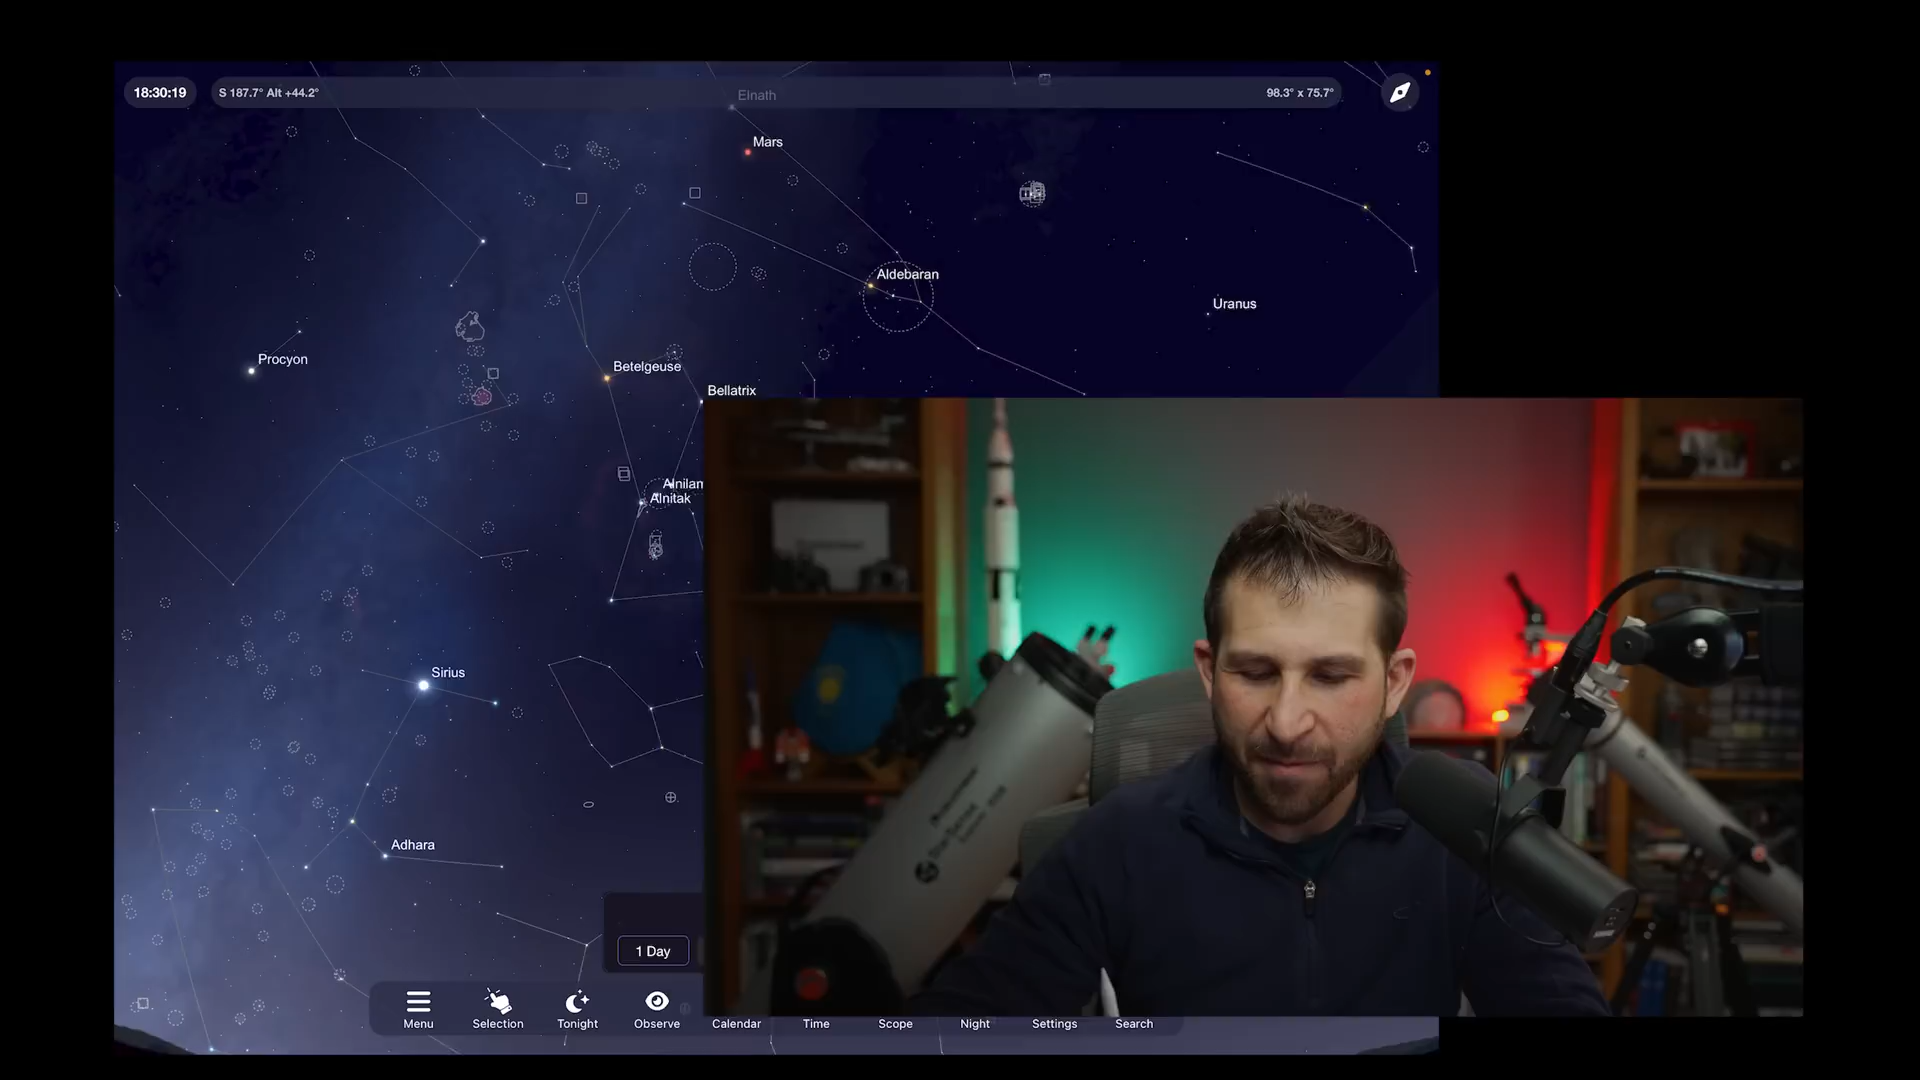 18:30:19
S 187.7° Alt +44.2°
98.3° x 75.7°
Elnath
Mars
Aldebaran
Uranus
Procyon
Betelgeuse
Bellatrix
Alnilam
Alnitak
Sirius
Adhara
1 Day
Menu
Selection
Tonight
Observe
Calendar
Time
Scope
Night
Settings
Search